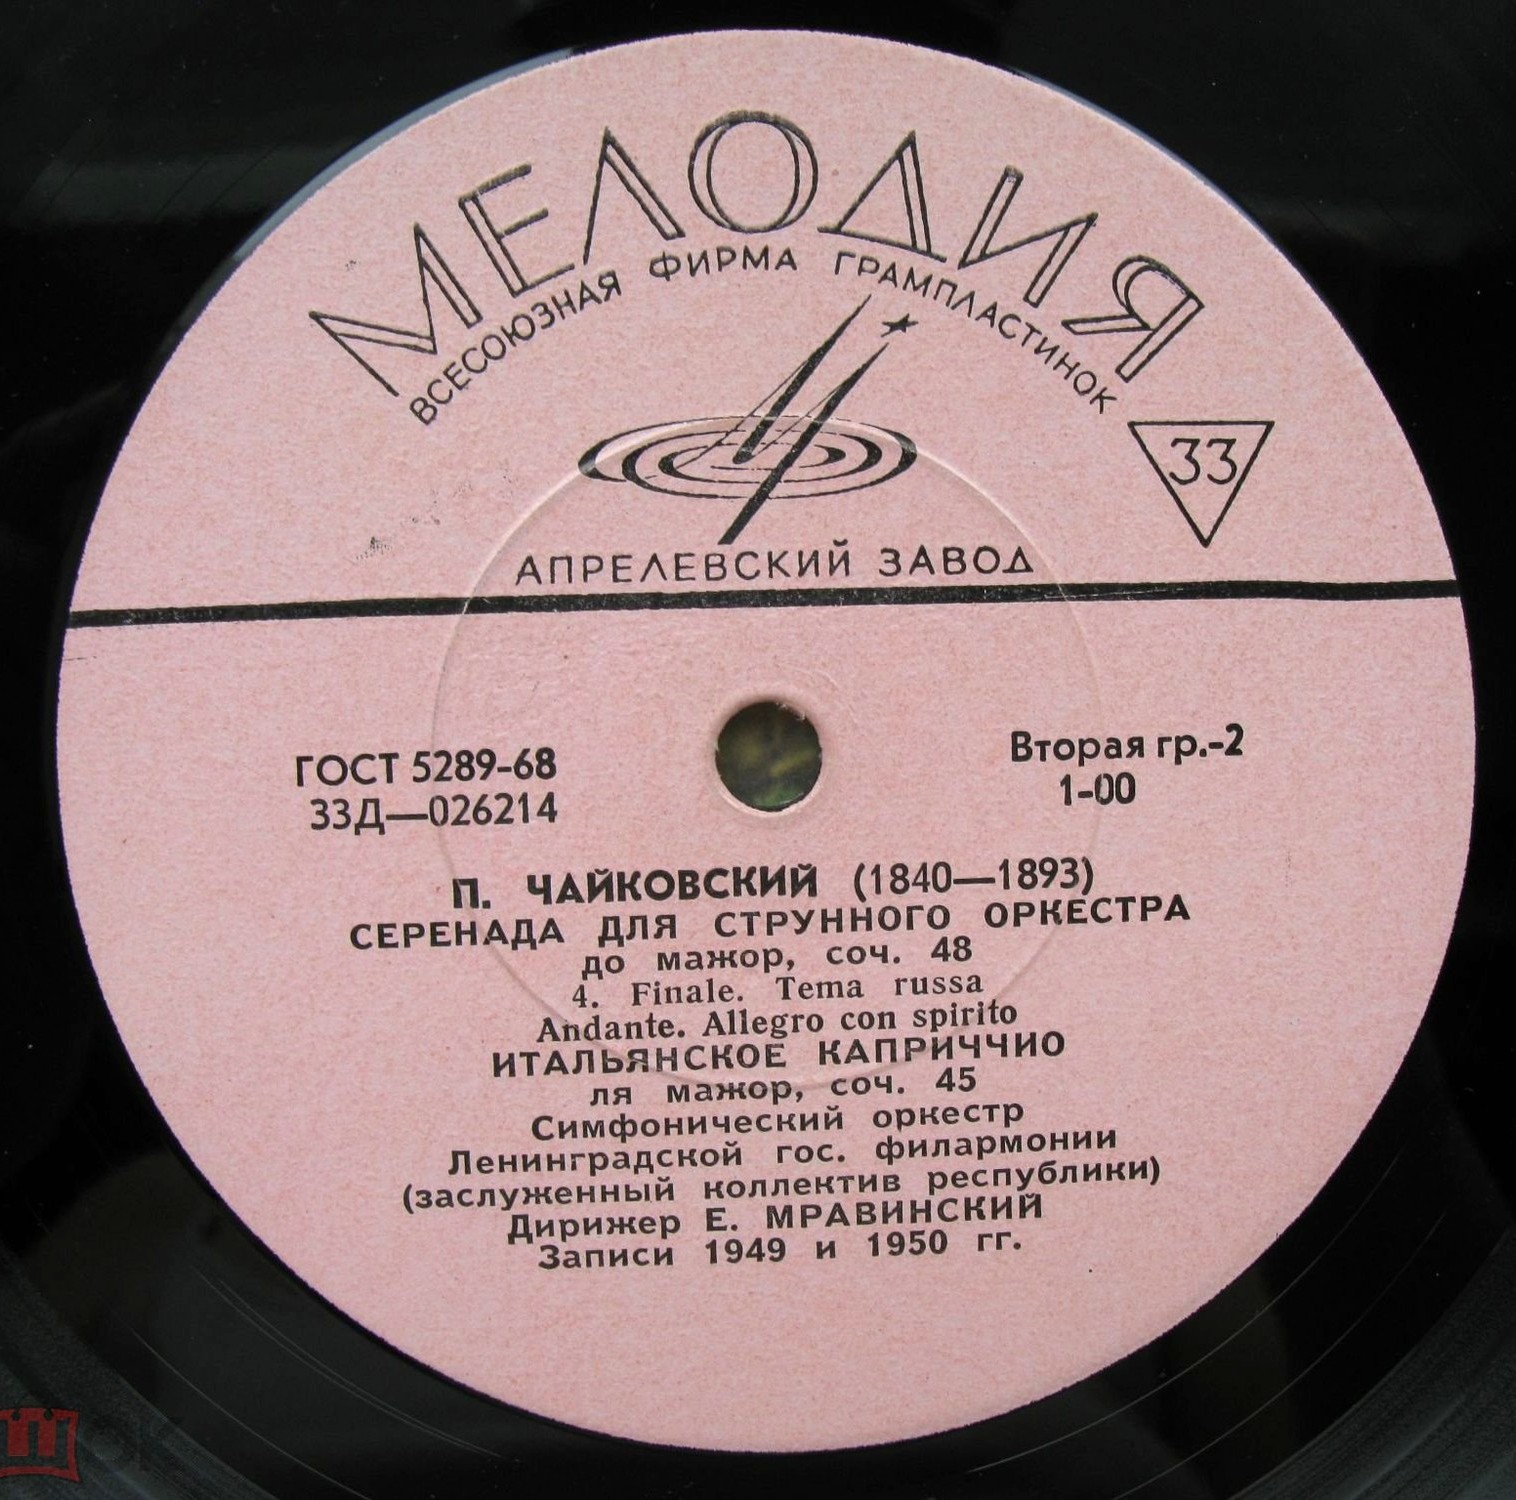 МЕЛОДИЯ
ВСЕСОЮЗНАЯ ФИРМА ГРАМПЛАСТИНОК
33
АПРЕЛЕВСКИЙ ЗАВОД
ГОСТ 5289-68
Вторая гр.-2
33Д—026214
1-00
П. ЧАЙКОВСКИЙ (1840—1893)
СЕРЕНАДА ДЛЯ СТРУННОГО ОРКЕСТРА
до мажор, соч. 48
4. Finale. Tema russa
Andante. Allegro con spirito
ИТАЛЬЯНСКОЕ КАПРИЧЧИО
ля мажор, соч. 45
Симфонический оркестр
Ленинградской гос. филармонии
(заслуженный коллектив республики)
Дирижер Е. МРАВИНСКИЙ
Записи 1949 и 1950 гг.